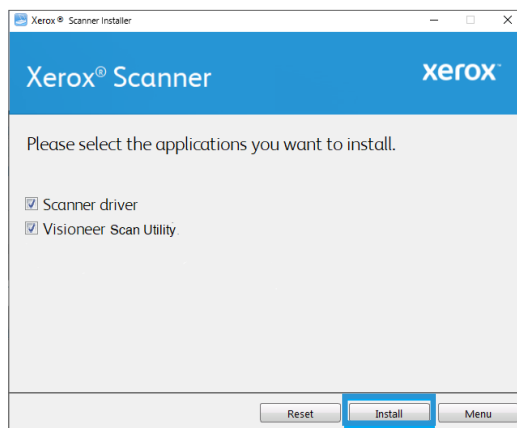 Xerox® Scanner Installer
Xerox® Scanner
xerox™
Please select the applications you want to install.
Scanner driver
Visioneer Scan Utility
Reset Install Menu